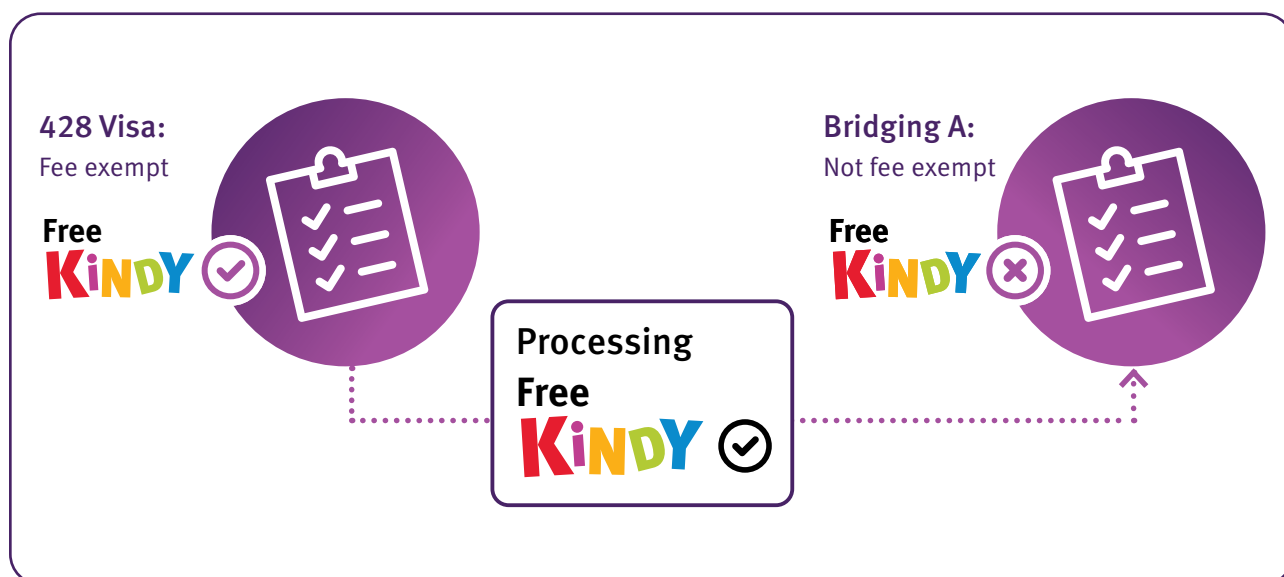 428 Visa:
Fee exempt
Free
KiNDY
Processing
Free
KiNDY
Bridging A:
Not fee exempt
Free
KiNDY